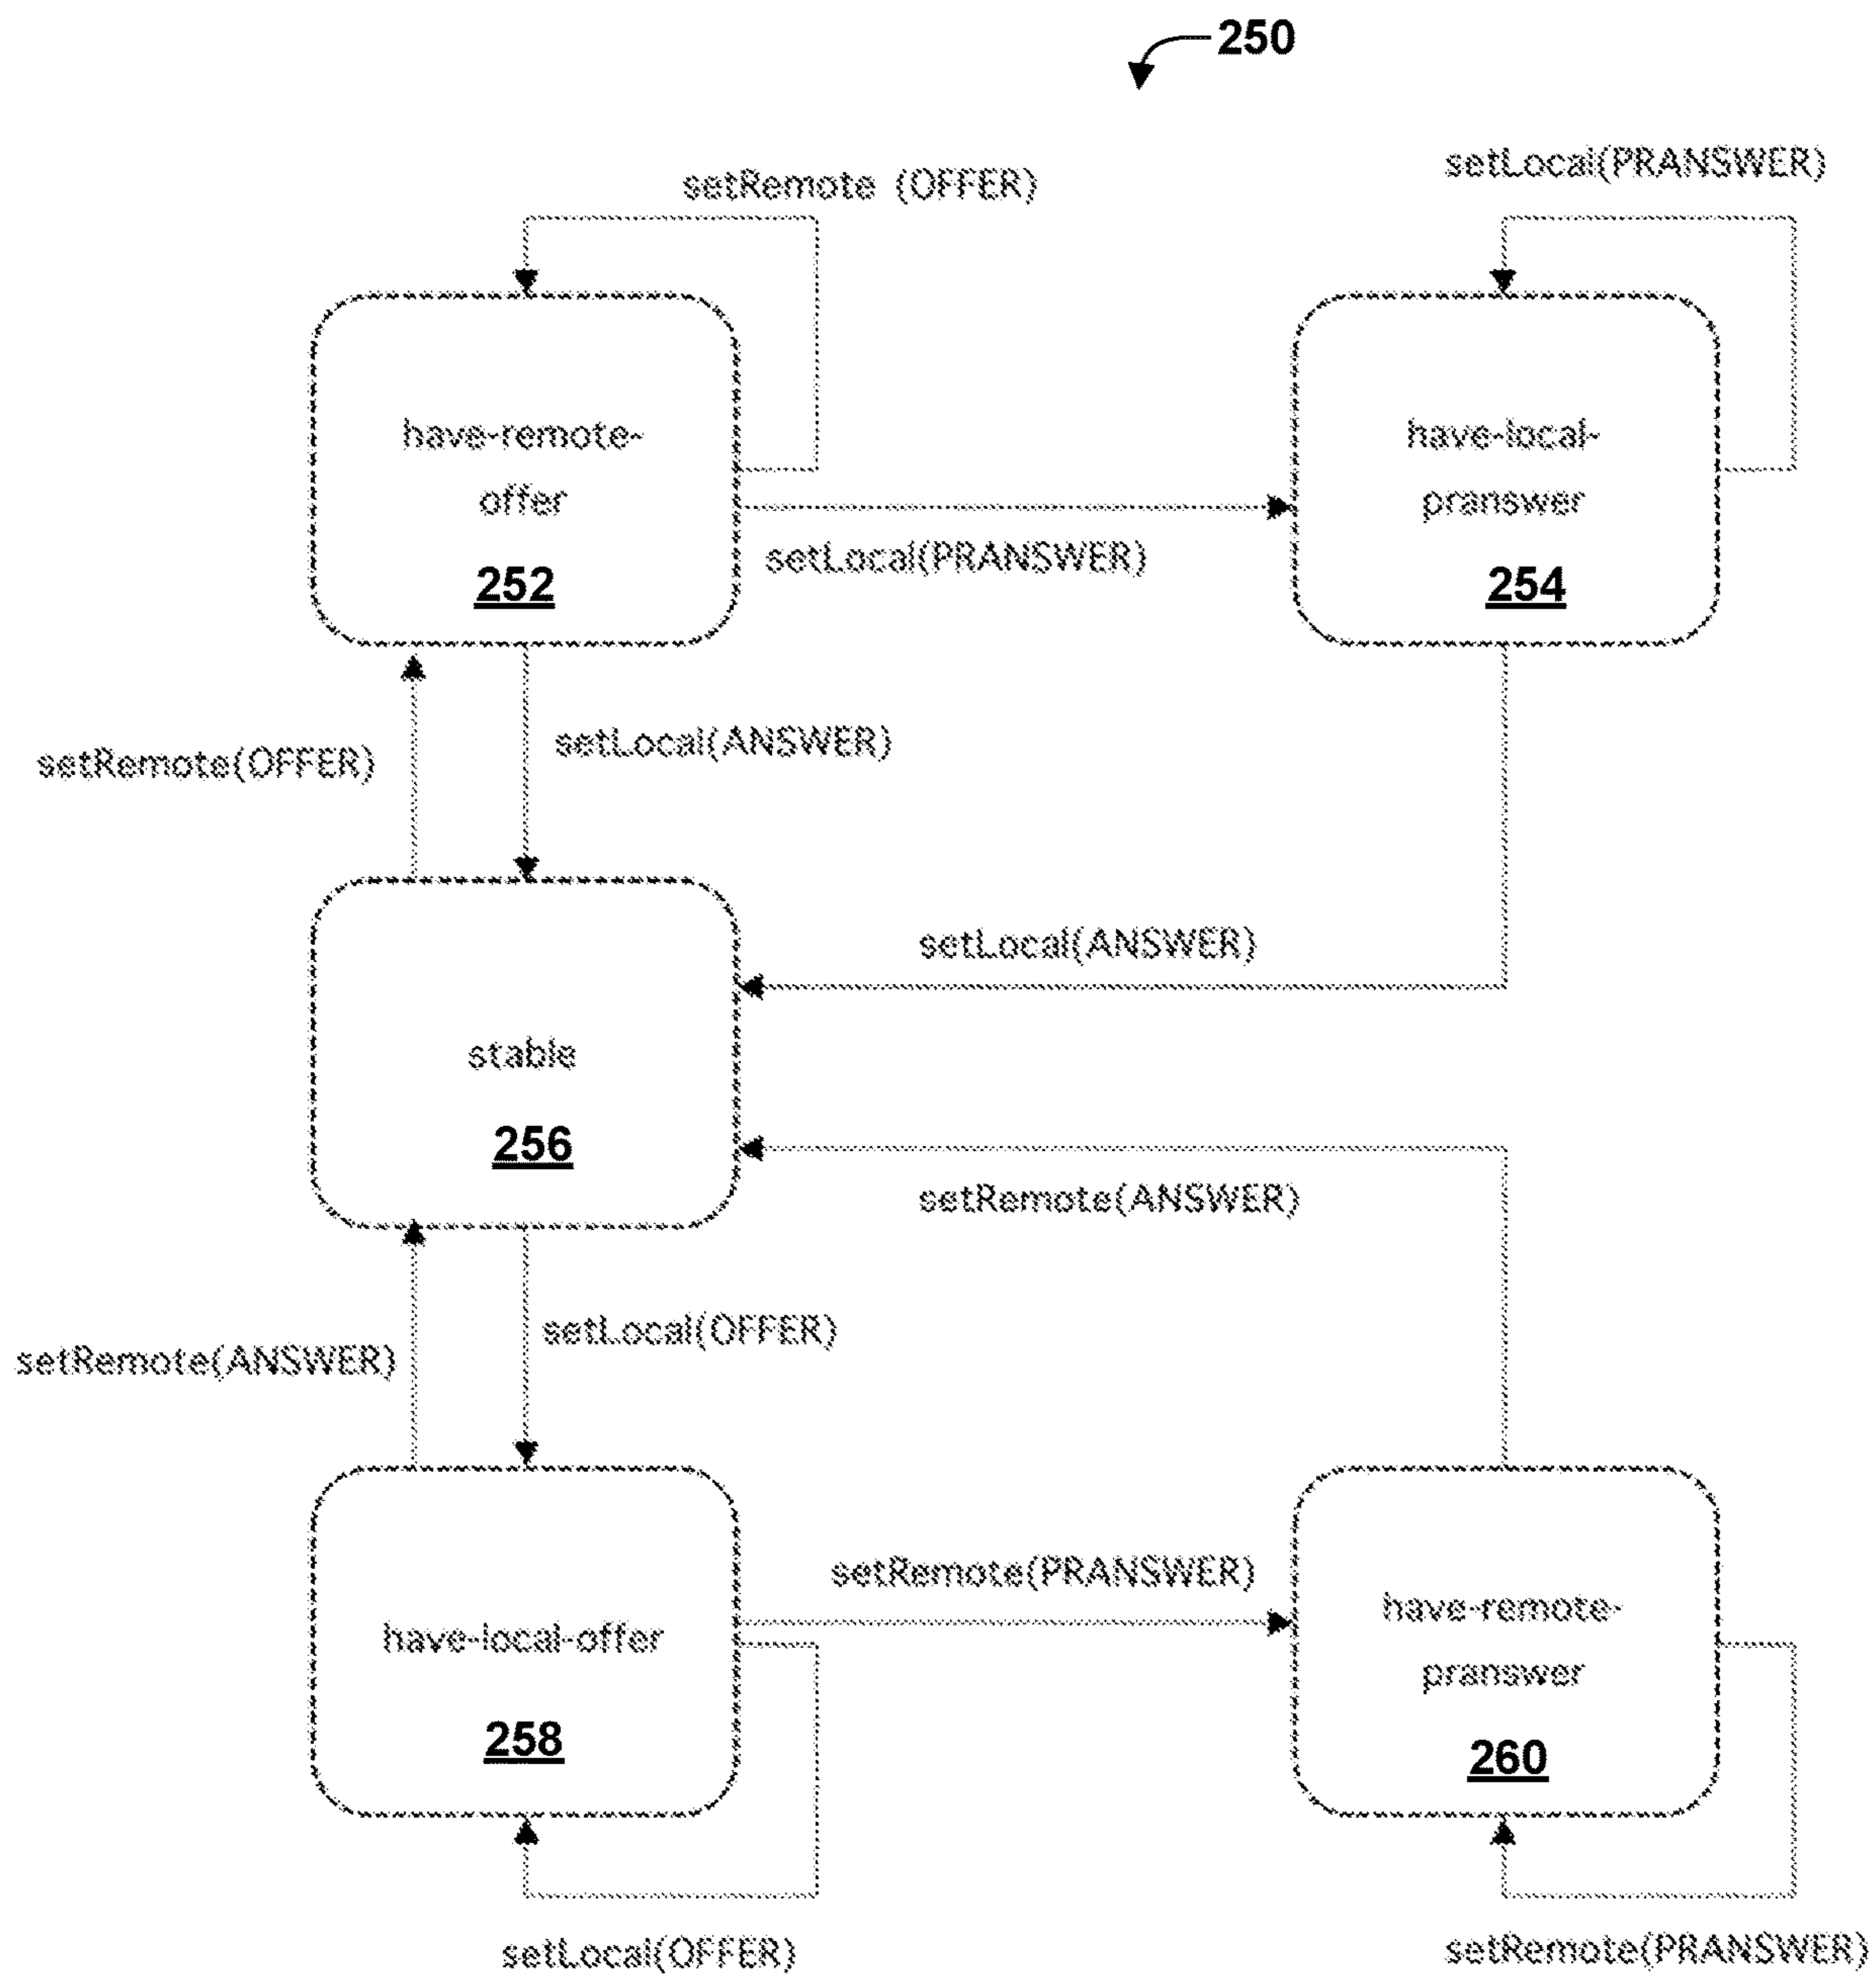 250
setRemote (OFFER)
setLocal(PRANSWER)
have-remote-
offer
252
have-local-
pranswer
254
setLocal(PRANSWER)
setRemote(OFFER)
setLocal(ANSWER)
setLocal(ANSWER)
stable
256
setRemote(ANSWER)
setRemote(ANSWER)
setLocal(OFFER)
have-local-offer
258
setRemote(PRANSWER)
have-remote-
pranswer
260
setLocal(OFFER)
setRemote(PRANSWER)